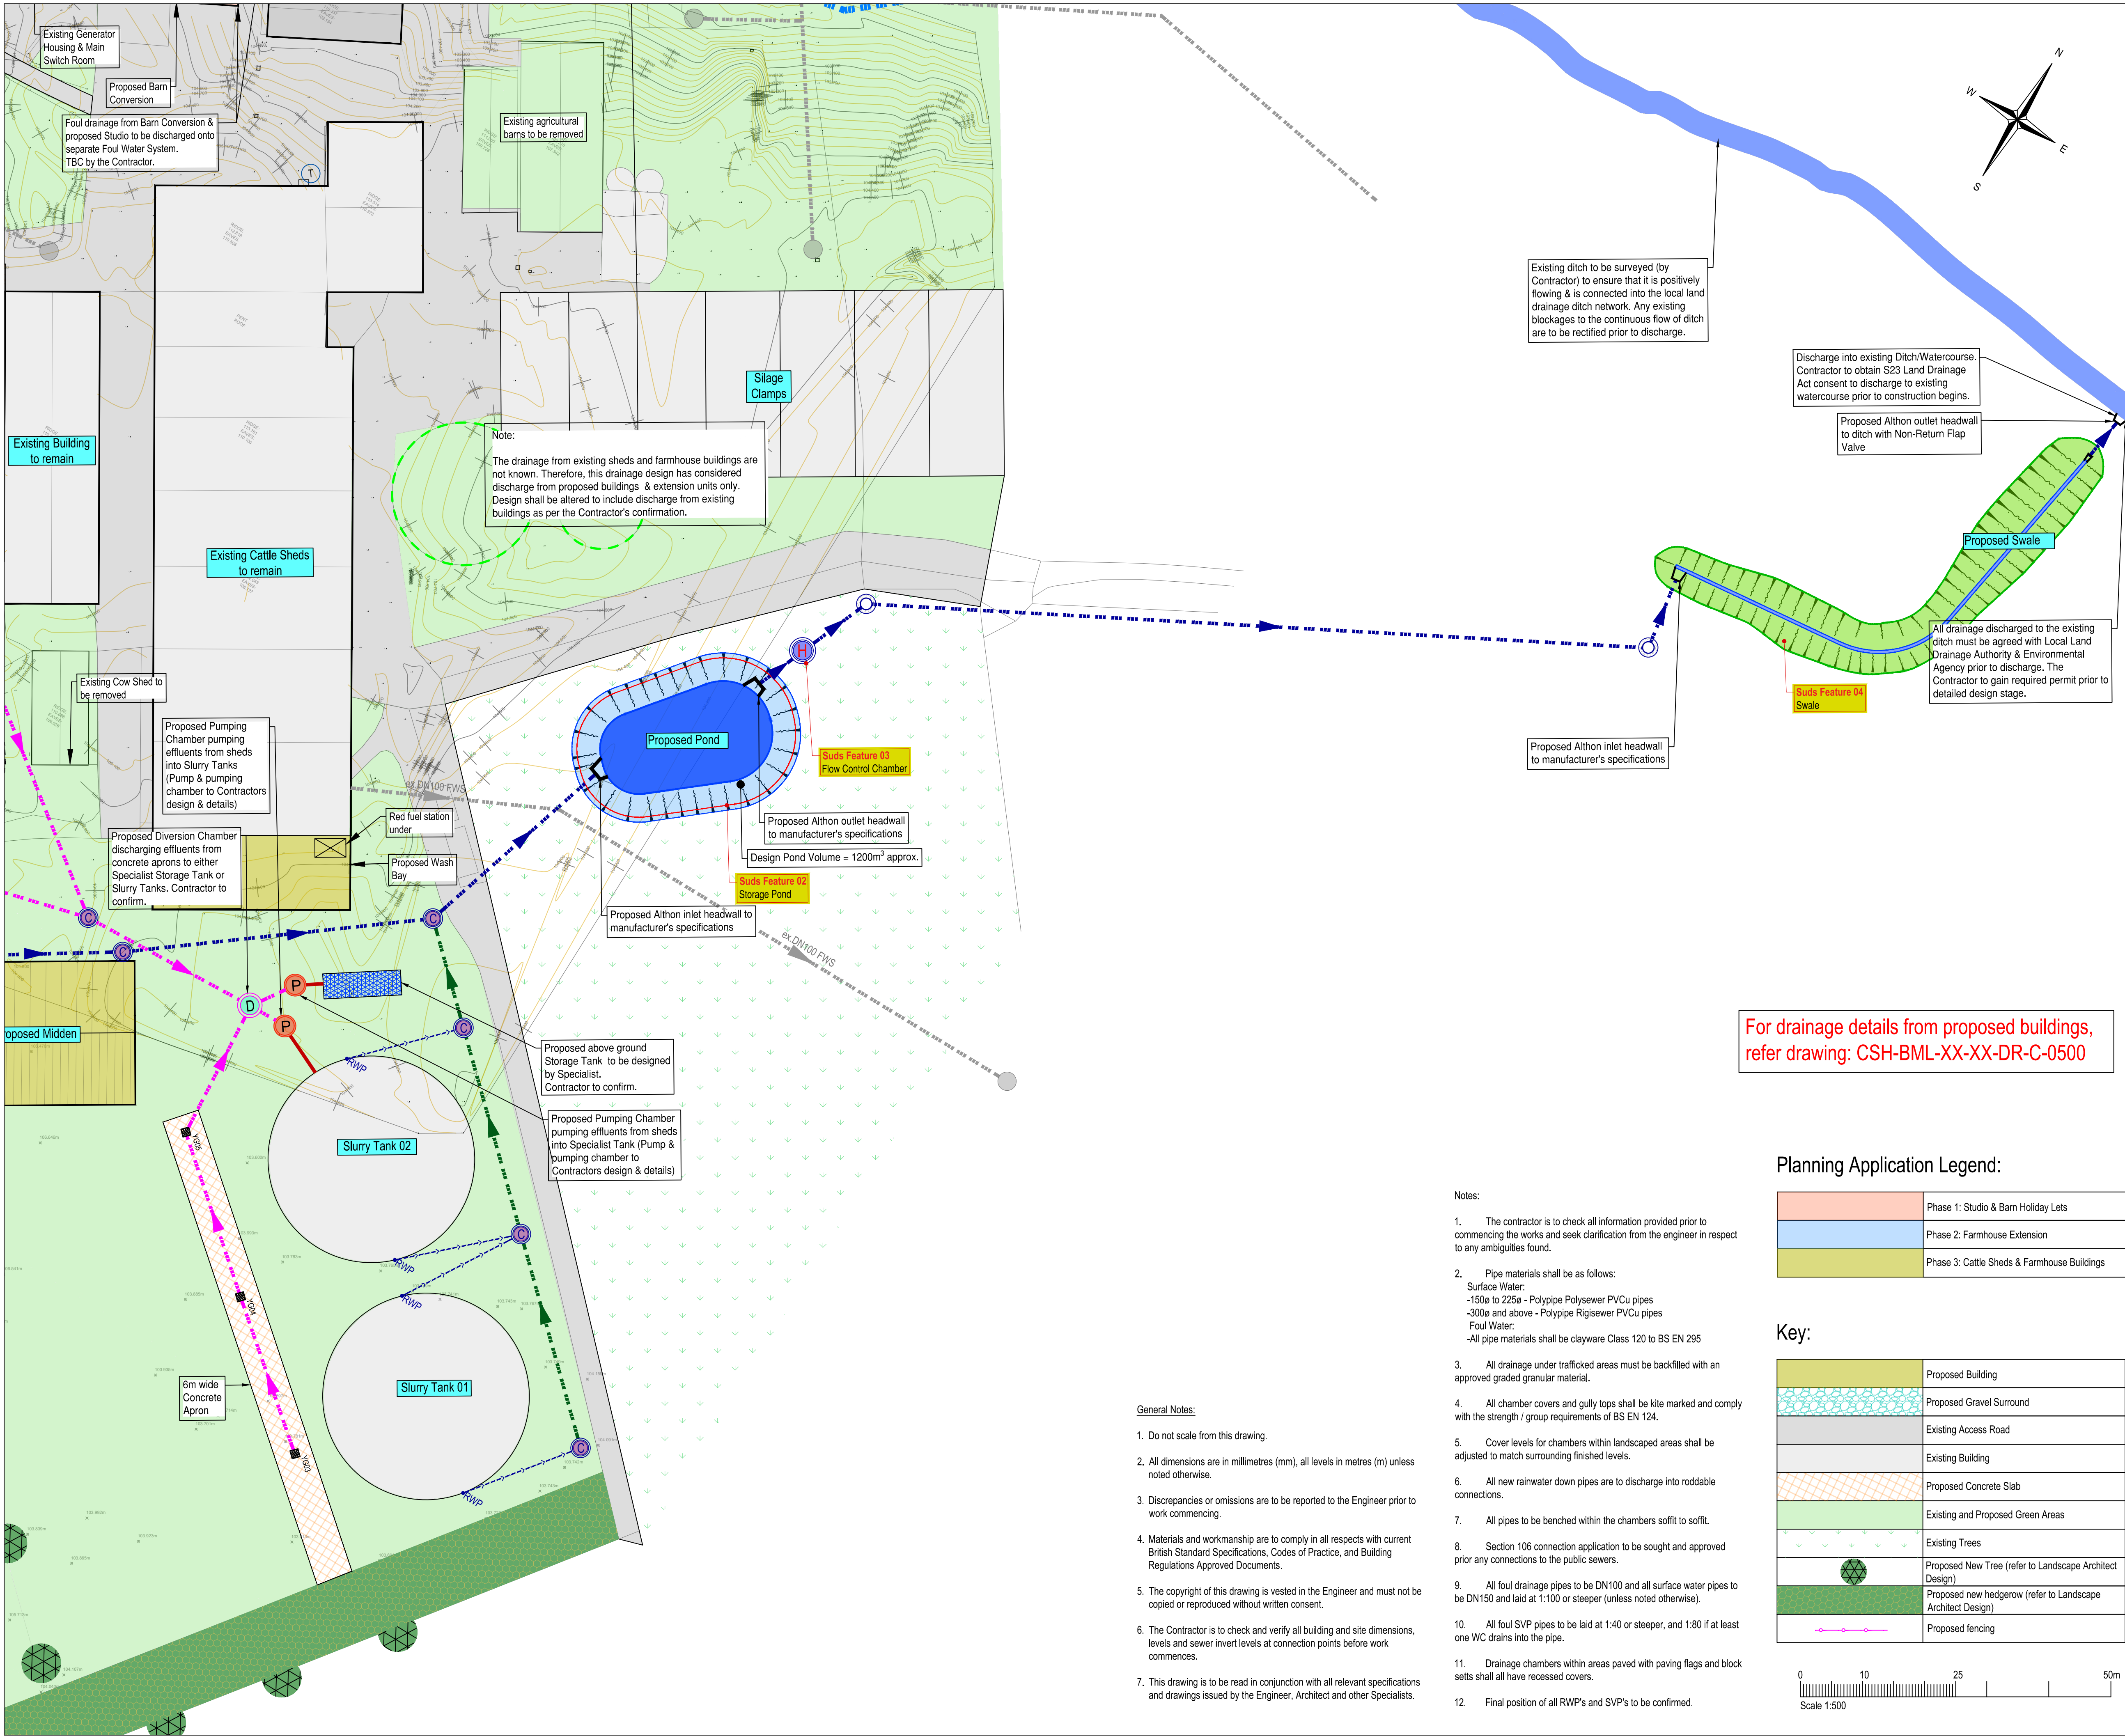 Existing Generator
Housing & Main
Switch Room
Proposed Barn
Conversion
Foul drainage from Barn Conversion &
proposed Studio to be discharged onto
separate Foul Water System.
TBC by the Contractor.
T
Existing agricultural
barns to be removed
N
W
E
S
Existing ditch to be surveyed (by
Contractor) to ensure that it is positively
flowing & is connected into the local land
drainage ditch network. Any existing
blockages to the continuous flow of ditch
are to be rectified prior to discharge.
Discharge into existing Ditch/Watercourse.
Contractor to obtain S23 Land Drainage
Act consent to discharge to existing
watercourse prior to construction begins.
Proposed Althon outlet headwall
to ditch with Non-Return Flap
Valve
Silage
Clamps
Existing Building
to remain
Note:
The drainage from existing sheds and farmhouse buildings are
not known. Therefore, this drainage design has considered
discharge from proposed buildings & extension units only.
Design shall be altered to include discharge from existing
buildings as per the Contractor's confirmation.
Existing Cattle Sheds
to remain
Proposed Swale
All drainage discharged to the existing
ditch must be agreed with Local Land
Drainage Authority & Environmental
Agency prior to discharge. The
Contractor to gain required permit prior to
detailed design stage.
Suds Feature 04
Swale
Proposed Althon inlet headwall
to manufacturer's specifications
Existing Cow Shed to
be removed
Proposed Pumping
Chamber pumping
effluents from sheds
into Slurry Tanks
(Pump & pumping
chamber to Contractors
design & details)
H
Proposed Pond
Suds Feature 03
Flow Control Chamber
ex.DN100 FWS
Red fuel station
under
Proposed Althon outlet headwall
to manufacturer's specifications
Proposed Diversion Chamber
discharging effluents from
concrete aprons to either
Specialist Storage Tank or
Slurry Tanks. Contractor to
confirm.
Proposed Wash
Bay
Design Pond Volume = 1200m³ approx.
Suds Feature 02
Storage Pond
Proposed Althon inlet headwall to
manufacturer's specifications
ex.DN100 FWS
C
C
C
D
P
P
C
roposed Midden
RWP
Proposed above ground
Storage Tank to be designed
by Specialist.
Contractor to confirm.
Proposed Pumping Chamber
pumping effluents from sheds
into Specialist Tank (Pump &
pumping chamber to
Contractors design & details)
YG05
Slurry Tank 02
C
RWP
RWP
YG04
Slurry Tank 01
6m wide
Concrete
Apron
YG03
C
RWP
For drainage details from proposed buildings,
refer drawing: CSH-BML-XX-XX-DR-C-0500
General Notes:
1. Do not scale from this drawing.
2. All dimensions are in millimetres (mm), all levels in metres (m) unless
noted otherwise.
3. Discrepancies or omissions are to be reported to the Engineer prior to
work commencing.
4. Materials and workmanship are to comply in all respects with current
British Standard Specifications, Codes of Practice, and Building
Regulations Approved Documents.
5. The copyright of this drawing is vested in the Engineer and must not be
copied or reproduced without written consent.
6. The Contractor is to check and verify all building and site dimensions,
levels and sewer invert levels at connection points before work
commences.
7. This drawing is to be read in conjunction with all relevant specifications
and drawings issued by the Engineer, Architect and other Specialists.
Notes:
1. The contractor is to check all information provided prior to
commencing the works and seek clarification from the engineer in respect
to any ambiguities found.
2. Pipe materials shall be as follows:
Surface Water:
-150ø to 225ø - Polypipe Polysewer PVCu pipes
-300ø and above - Polypipe Rigisewer PVCu pipes
Foul Water:
-All pipe materials shall be clayware Class 120 to BS EN 295
3. All drainage under trafficked areas must be backfilled with an
approved graded granular material.
4. All chamber covers and gully tops shall be kite marked and comply
with the strength / group requirements of BS EN 124.
5. Cover levels for chambers within landscaped areas shall be
adjusted to match surrounding finished levels.
6. All new rainwater down pipes are to discharge into roddable
connections.
7. All pipes to be benched within the chambers soffit to soffit.
8. Section 106 connection application to be sought and approved
prior any connections to the public sewers.
9. All foul drainage pipes to be DN100 and all surface water pipes to
be DN150 and laid at 1:100 or steeper (unless noted otherwise).
10. All foul SVP pipes to be laid at 1:40 or steeper, and 1:80 if at least
one WC drains into the pipe.
11. Drainage chambers within areas paved with paving flags and block
setts shall all have recessed covers.
12. Final position of all RWP's and SVP's to be confirmed.
Planning Application Legend:
Phase 1: Studio & Barn Holiday Lets
Phase 2: Farmhouse Extension
Phase 3: Cattle Sheds & Farmhouse Buildings
Key:
Proposed Building
Proposed Gravel Surround
Existing Access Road
Existing Building
Proposed Concrete Slab
Existing and Proposed Green Areas
Existing Trees
Proposed New Tree (refer to Landscape Architect
Design)
Proposed new hedgerow (refer to Landscape
Architect Design)
Proposed fencing
0 10 25 50m
Scale 1:500